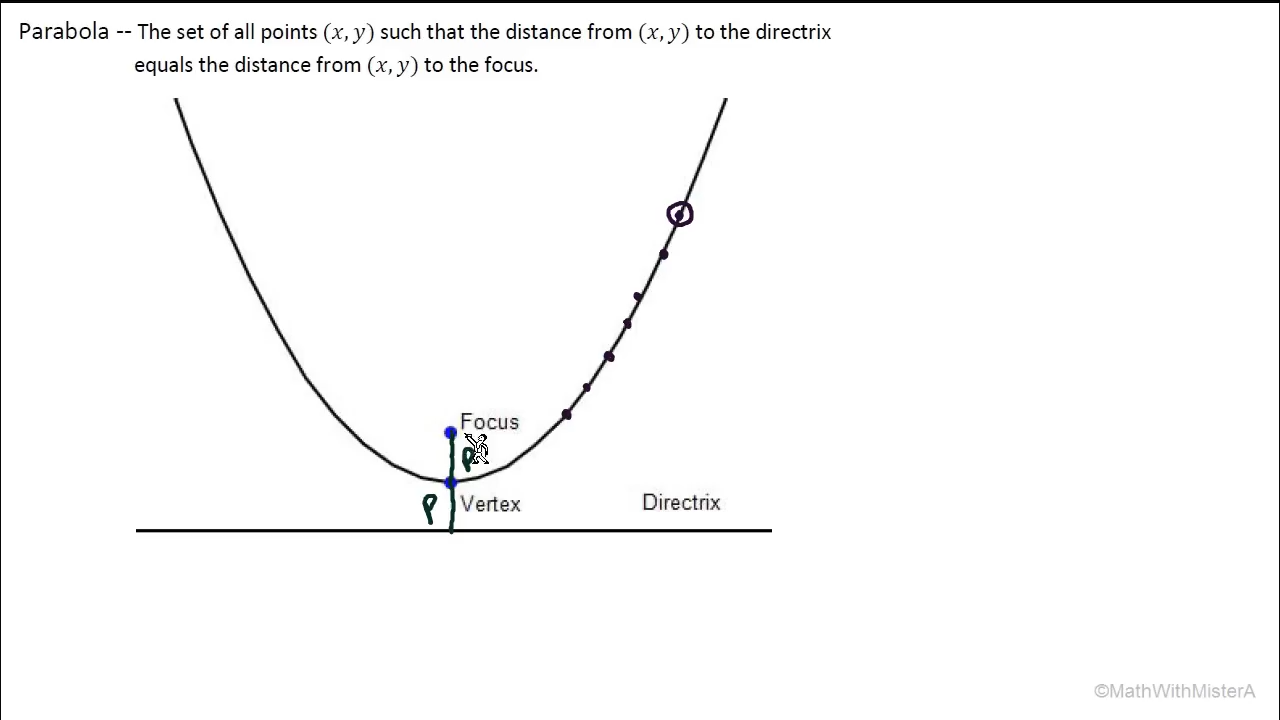 Parabola -- The set of all points (x, y) such that the distance from (x, y) to the directrix
equals the distance from (x, y) to the focus.
Focus
p
p
Vertex
Directrix
©MathWithMisterA